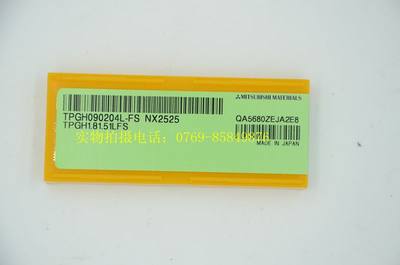 MITSUBISHI MATERIALS
TPGH090204L-FS NX2525
TPGH1.81.51LFS
QA5680ZEJA2E8
实物拍摄电话：0769-85849876
MADE IN JAPAN